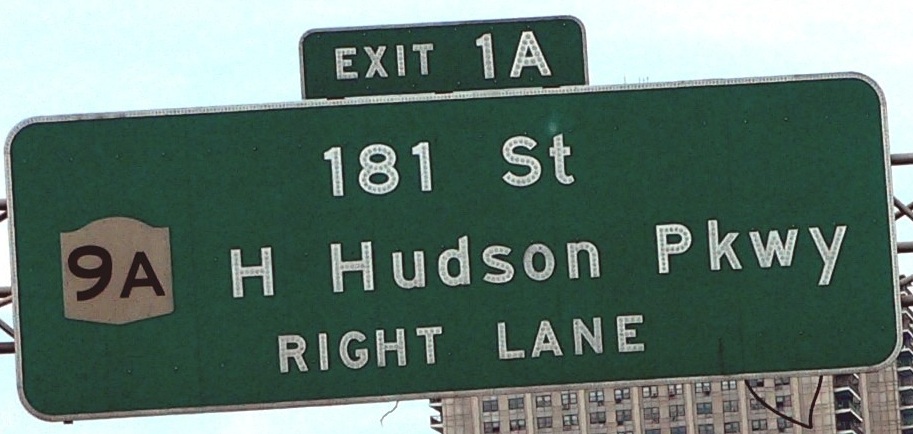 EXIT 1A
181 St
9A H Hudson Pkwy
RIGHT LANE